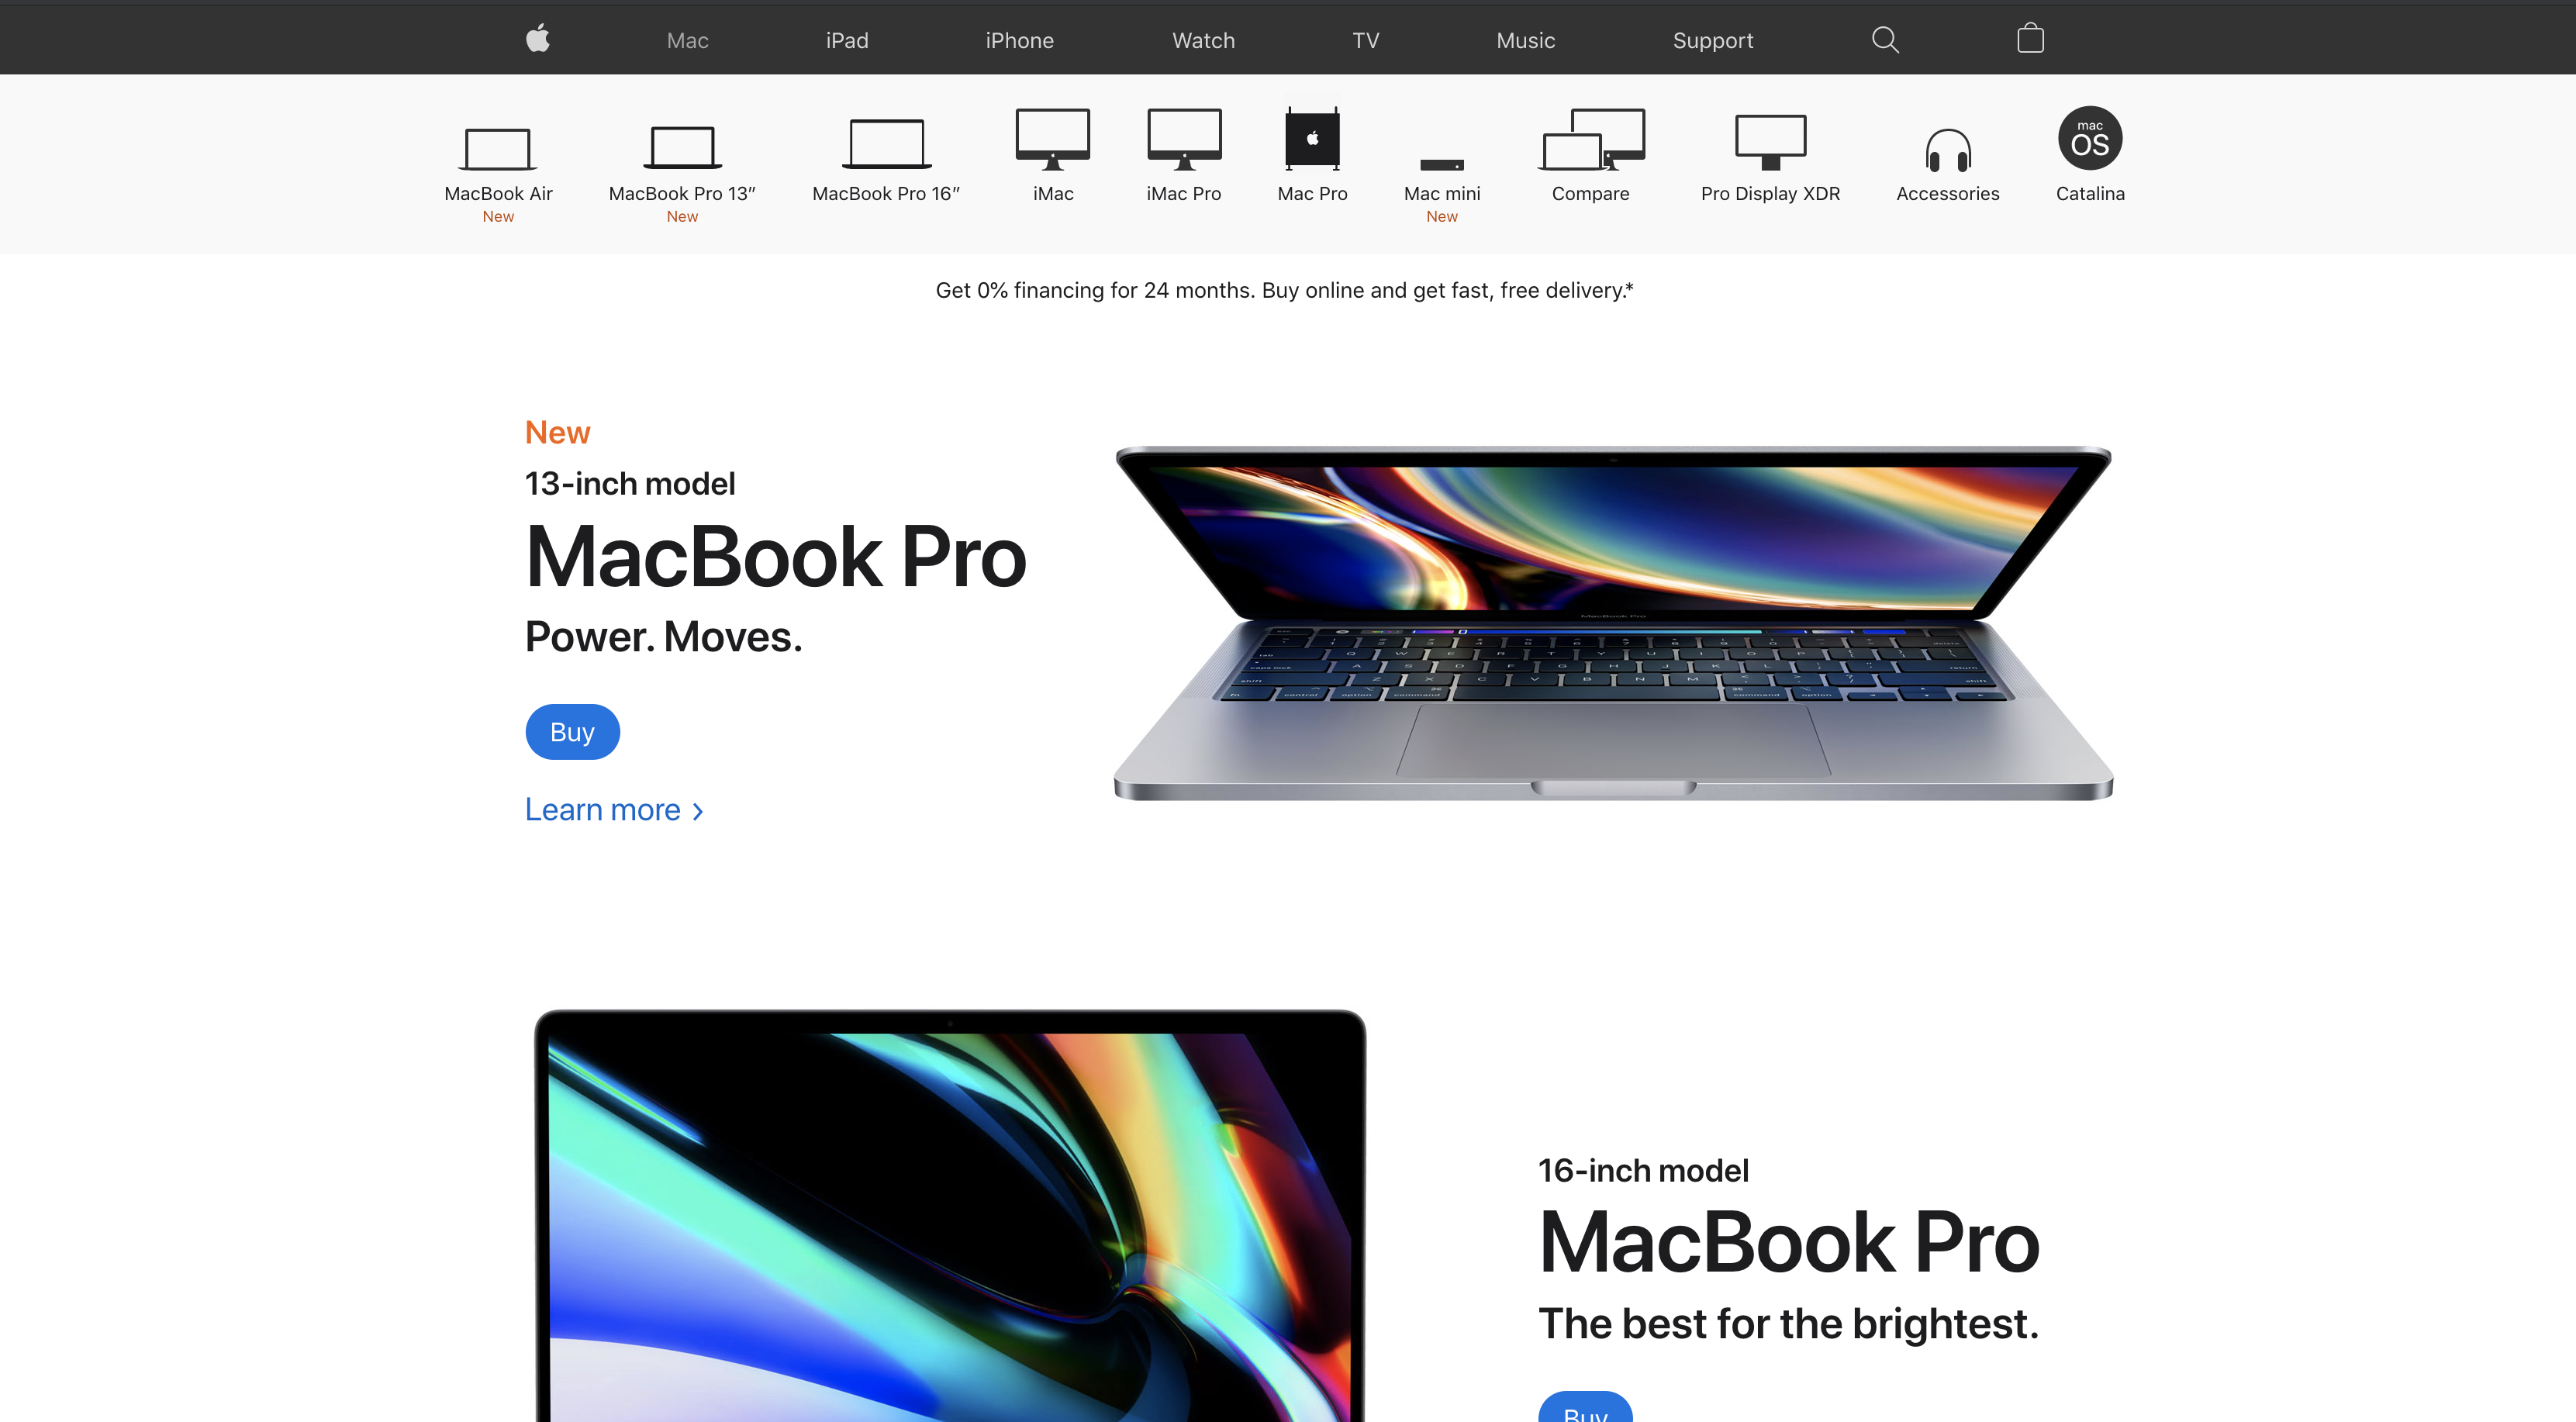 Mac iPad iPhone Watch TV Music Support
MacBook Air MacBook Pro 13″ MacBook Pro 16″ iMac iMac Pro Mac Pro Mac mini Compare Pro Display XDR Accessories mac OS Catalina
New New New
Get 0% financing for 24 months. Buy online and get fast, free delivery.*
New
13-inch model
MacBook Pro
Power. Moves.
Buy
Learn more >
MacBook Pro
16-inch model
MacBook Pro
The best for the brightest.
Buy